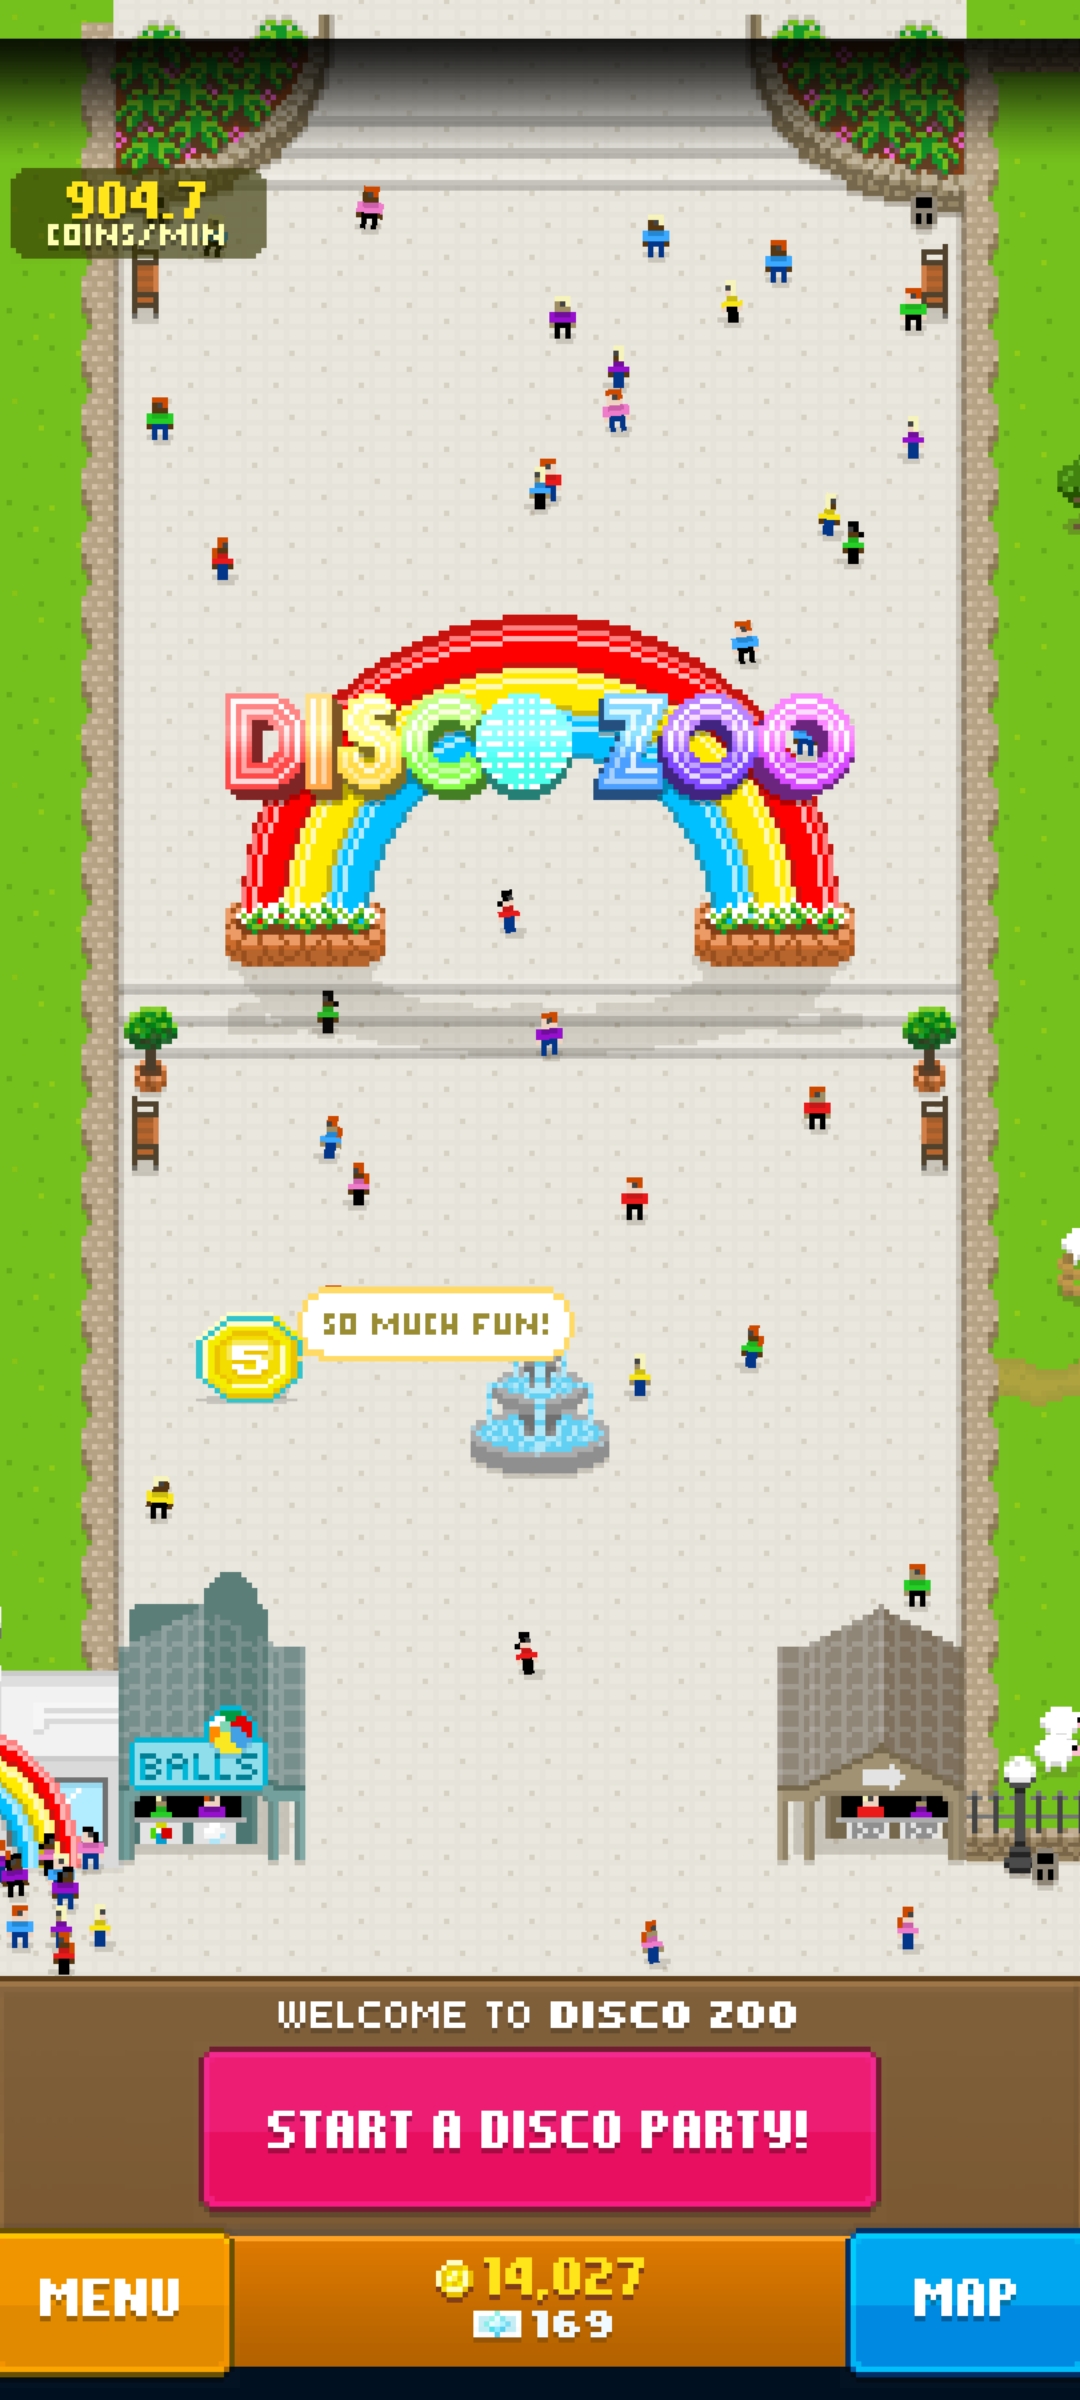 904.7
COINS/MIN
DISCO ZOO
SO MUCH FUN!
5
BALLS
WELCOME TO DISCO ZOO
START A DISCO PARTY!
MENU
14,027
169
MAP